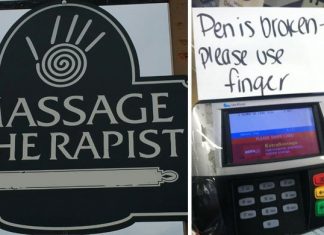 MASSAGE
THE RAPIST
Pen is broken-
please use
finger